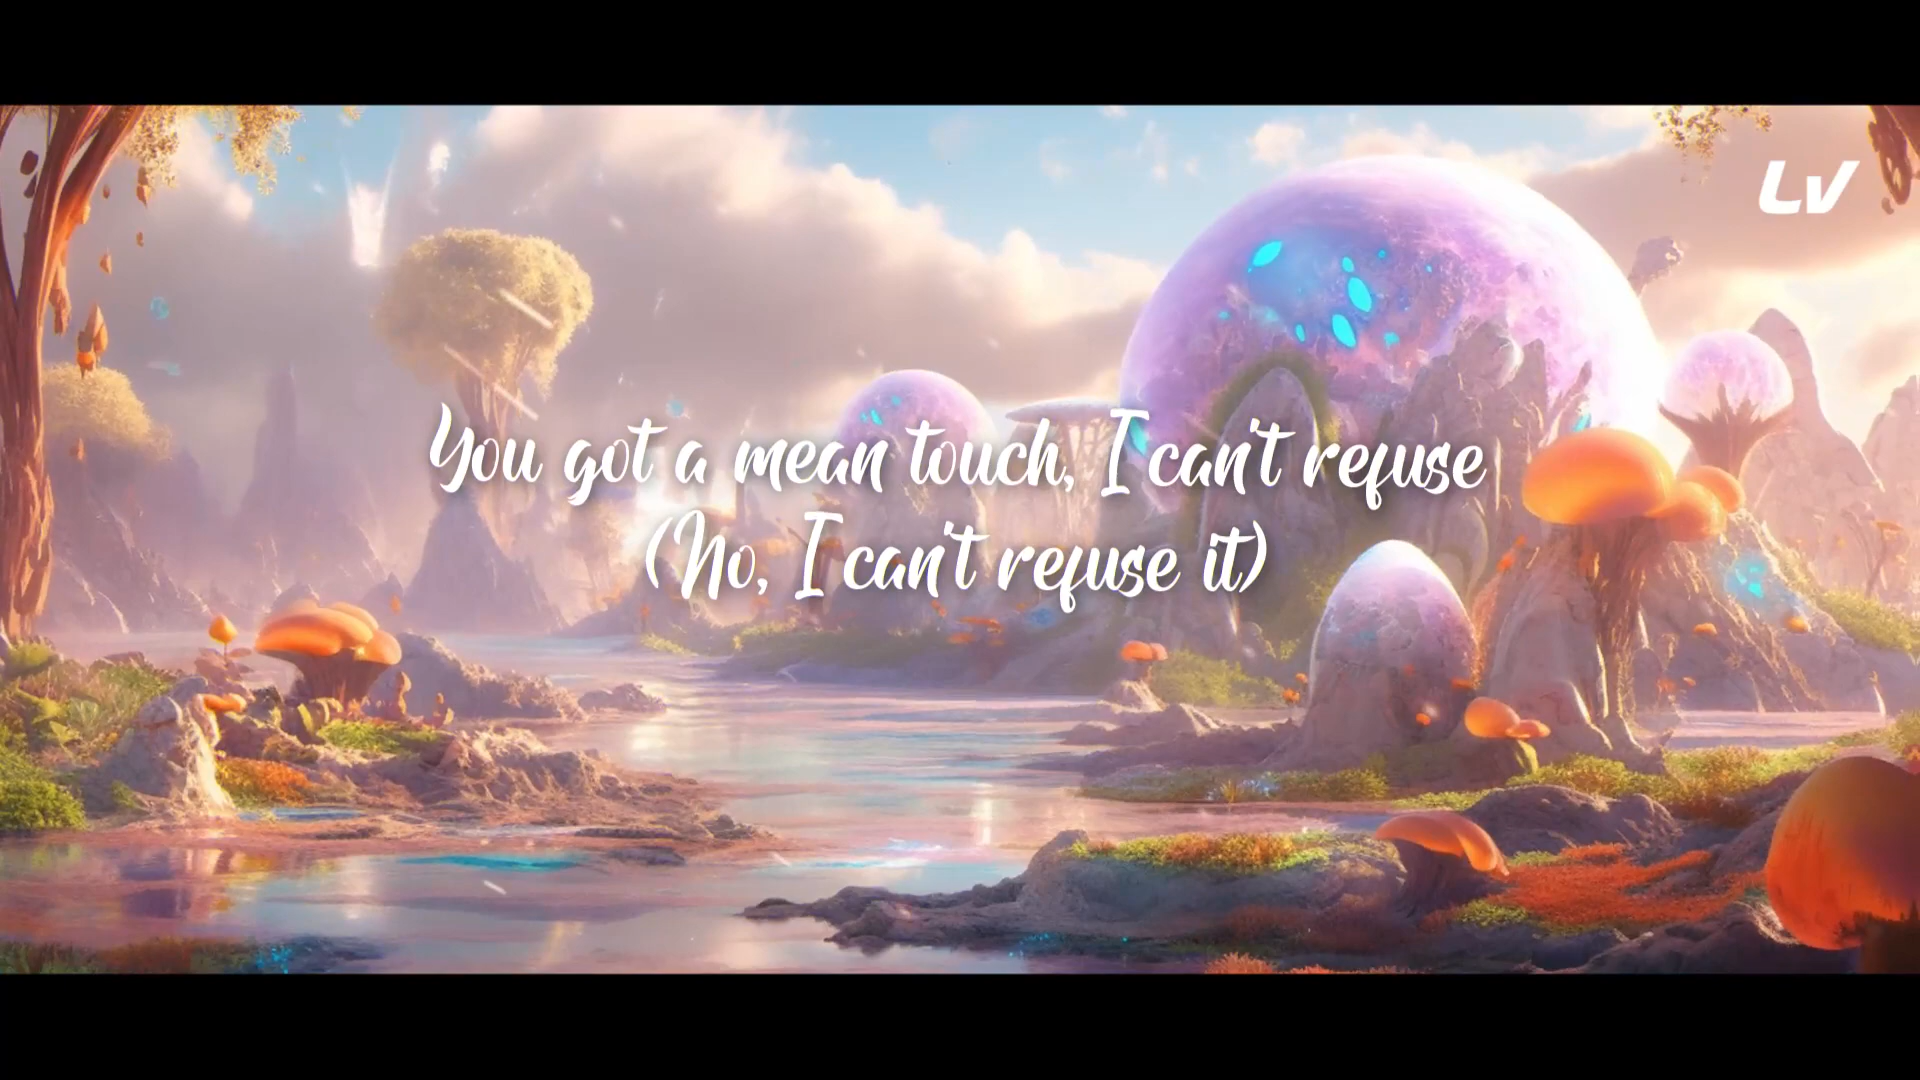 LV
You got a mean touch, I can't refuse
(No, I can't refuse it)